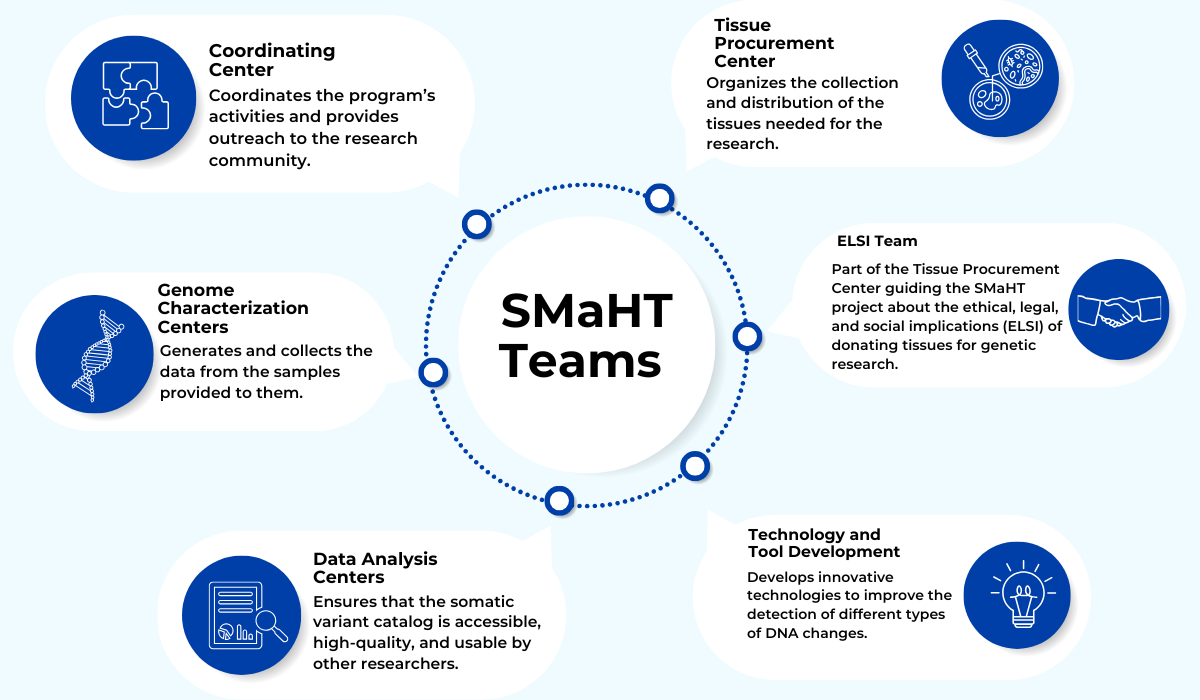 Coordinating
Center
Coordinates the program’s
activities and provides
outreach to the research
community.
Tissue
Procurement
Center
Organizes the collection
and distribution of the
tissues needed for the
research.
Genome
Characterization
Centers
Generates and collects the
data from the samples
provided to them.
SMaHT
Teams
ELSI Team
Part of the Tissue Procurement
Center guiding the SMaHT
project about the ethical, legal,
and social implications (ELSI) of
donating tissues for genetic
research.
Data Analysis
Centers
Ensures that the somatic
variant catalog is accessible,
high-quality, and usable by
other researchers.
Technology and
Tool Development
Develops innovative
technologies to improve the
detection of different types
of DNA changes.